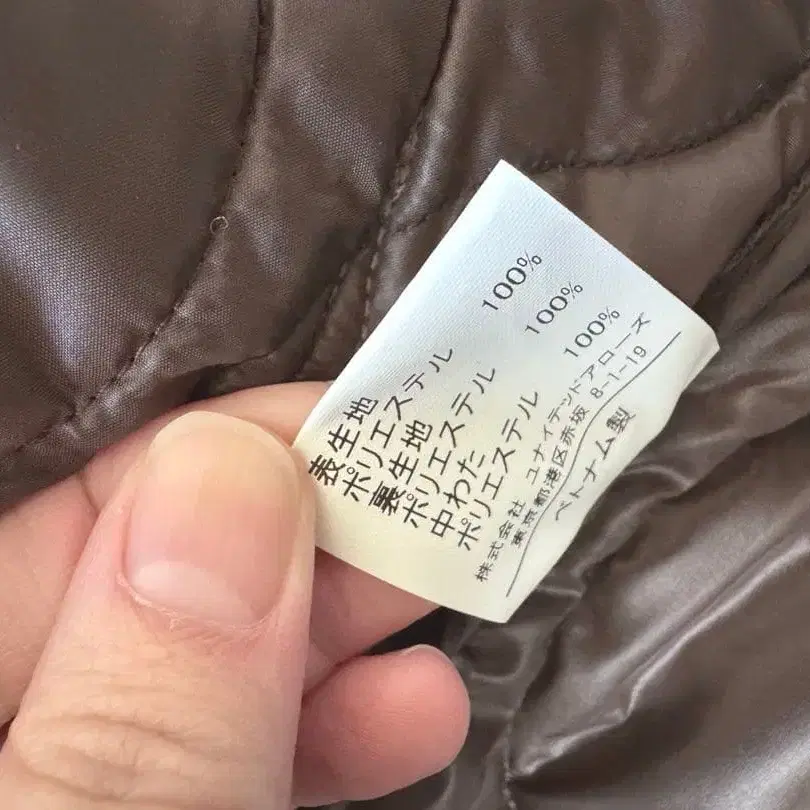 表生地
ポリエステル 100%
裏生地
ポリエステル 100%
中わた
ポリエステル 100%
株式会社 ユナイテッドアローズ
東京都港区赤坂 8-1-19
ベトナム製